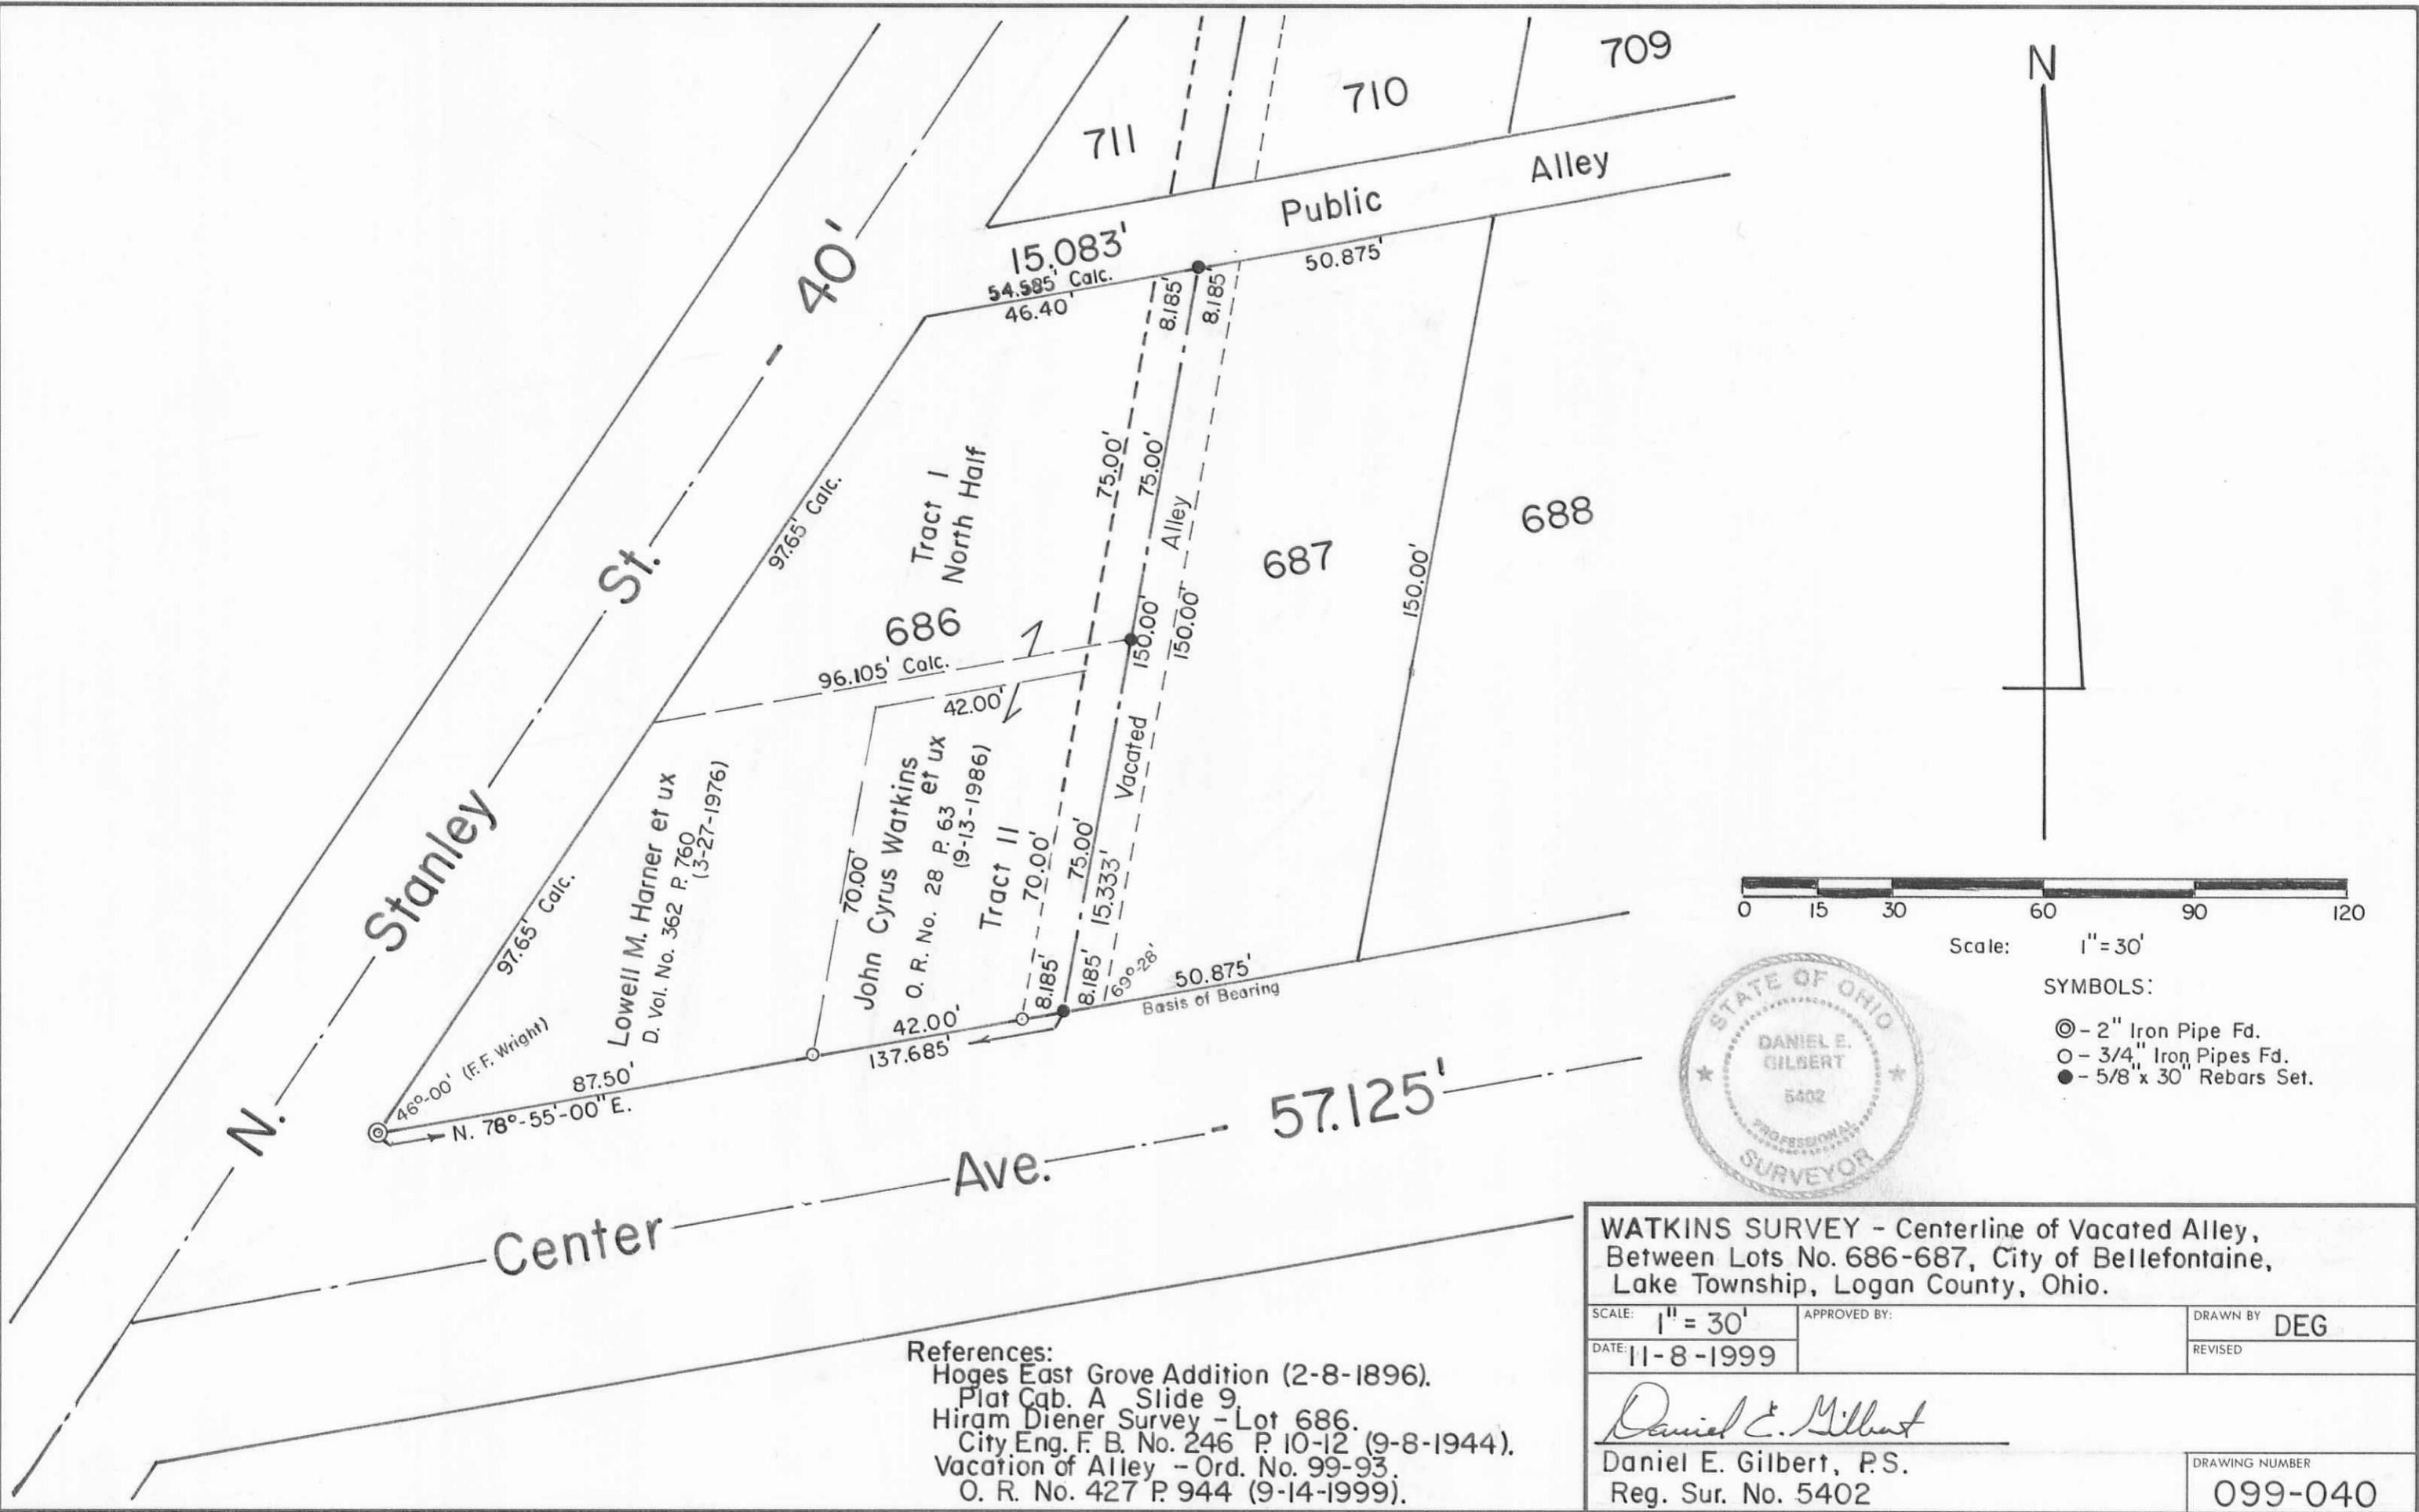 709
710
711
N
Public Alley
15.083'
54.585' Calc.
46.40'
50.875'
8.185'
8.185'
N. Stanley St. - 40'
97.65' Calc.
Tract I
North Half
75.00'
75.00'
Alley
150.00'
150.00'
687
150.00'
688
686
96.105' Calc.
42.00'
Vacated
97.65' Calc.
Lowell M. Harner et ux
D. Vol. No. 362 P. 760
(3-27-1976)
70.00'
John Cyrus Watkins
et ux
O. R. No. 28 P. 63
(9-13-1986)
Tract II
70.00'
75.00'
15.333'
8.185'
8.185'
69°-28'
50.875'
Basis of Bearing
42.00'
137.685'
46°-00' (F.F. Wright)
87.50'
N. 78°-55'-00" E.
Center Ave. - 57.125'
0 15 30 60 90 120
Scale: 1"=30'
SYMBOLS:
- 2" Iron Pipe Fd.
- 3/4" Iron Pipes Fd.
- 5/8"x 30" Rebars Set.
STATE OF OHIO
DANIEL E.
GILBERT
5402
PROFESSIONAL
SURVEYOR
References:
Hoges East Grove Addition (2-8-1896).
Plat Cab. A Slide 9.
Hiram Diener Survey - Lot 686.
City Eng. F. B. No. 246 P. 10-12 (9-8-1944).
Vacation of Alley - Ord. No. 99-93.
O. R. No. 427 P. 944 (9-14-1999).
WATKINS SURVEY - Centerline of Vacated Alley,
Between Lots No. 686-687, City of Bellefontaine,
Lake Township, Logan County, Ohio.
SCALE: 1" = 30'
APPROVED BY:
DRAWN BY DEG
DATE: 11-8-1999
REVISED
Daniel E. Gilbert
Daniel E. Gilbert, P.S.
Reg. Sur. No. 5402
DRAWING NUMBER
099-040